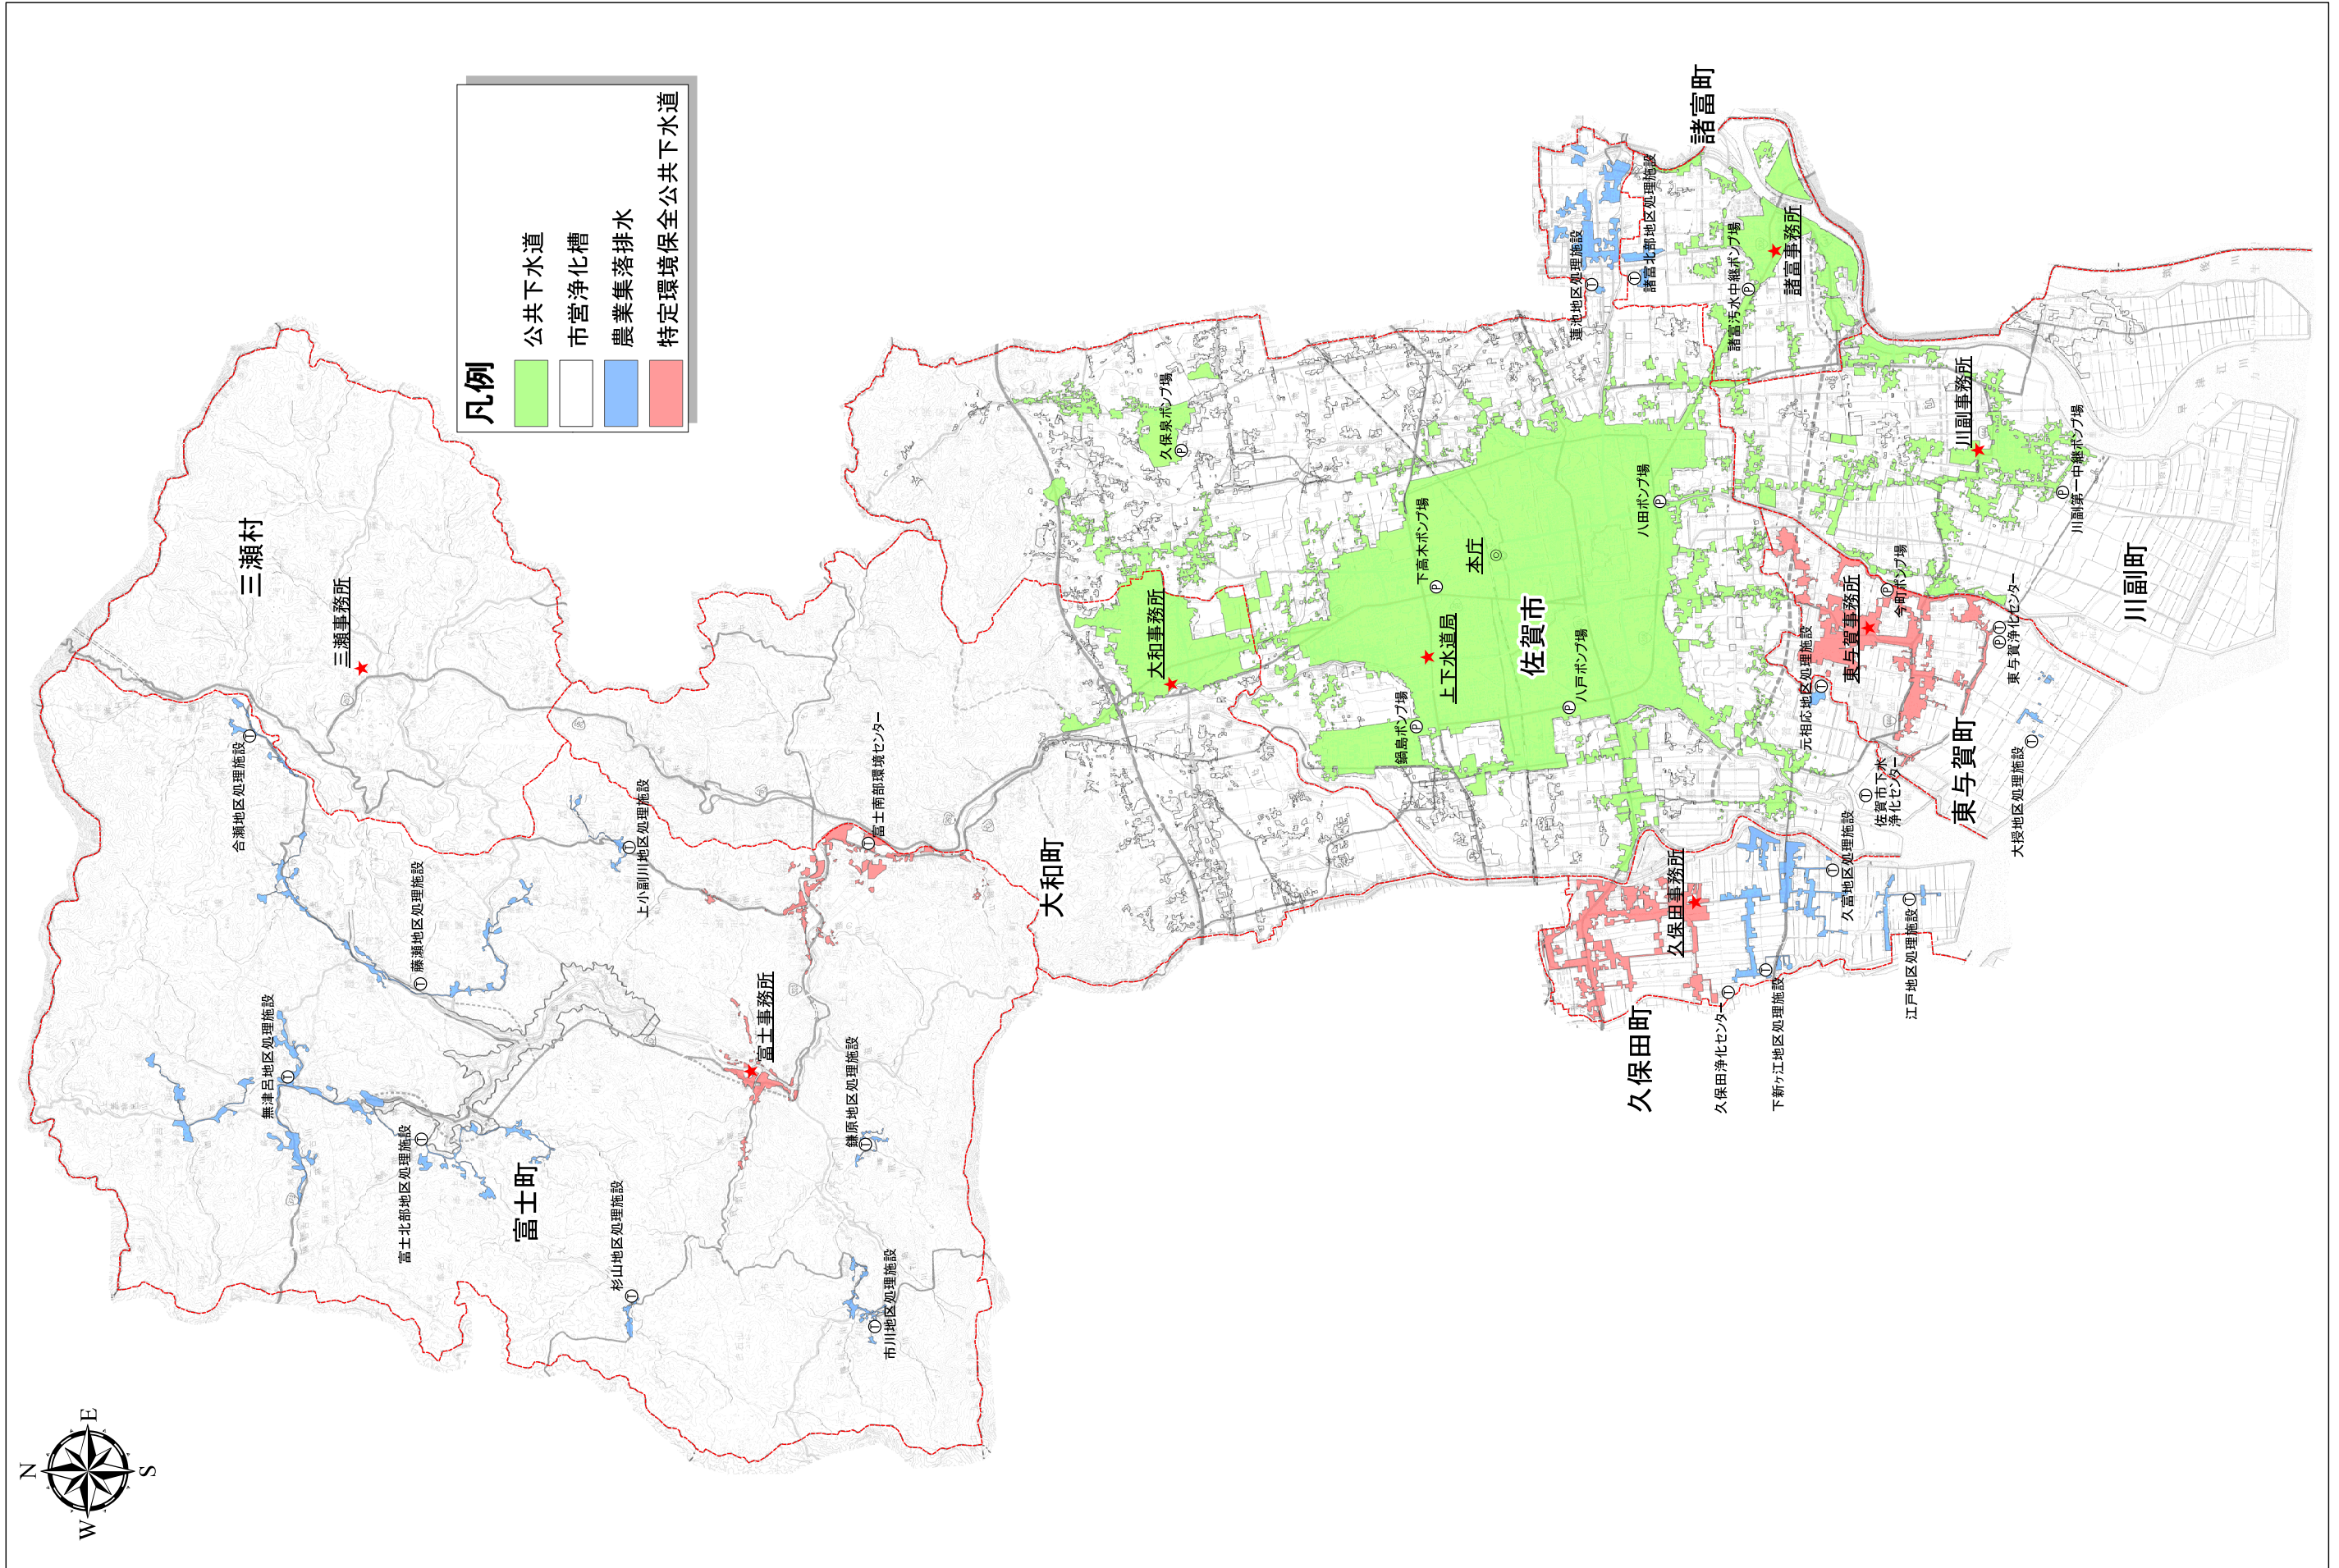 凡例
公共下水道
市営浄化槽
農業集落排水
特定環境保全公共下水道
N
W
E
S
三瀬村
三瀬事務所
合瀬地区処理施設
藤瀬地区処理施設
無津呂地区処理施設
富士北部地区処理施設
富士町
杉山地区処理施設
上小副川地区処理施設
富士事務所
富士南部環境センター
鎌原地区処理施設
市川地区処理施設
大和町
大和事務所
久保泉ポンプ場
鍋島ポンプ場
下高木ポンプ場
上下水道局
本庁
佐賀市
八戸ポンプ場
八田ポンプ場
蓮池地区処理施設
諸富北部地区処理施設
諸富町
諸富汚水中継ポンプ場
諸富事務所
川副事務所
川副第一中継ポンプ場
川副町
元相応地区処理施設
東与賀事務所
今町ポンプ場
東与賀浄化センター
東与賀町
大授地区処理施設
佐賀市下水
浄化センター
久保田事務所
久保田町
久保田浄化センター
下新ヶ江地区処理施設
久富地区処理施設
江戸地区処理施設